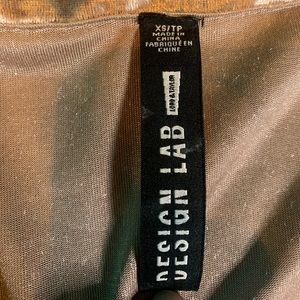 XS/TP
MADE IN
CHINA
FABRIQUÉ EN
CHINE
LORD & TAYLOR
DESIGN LAB